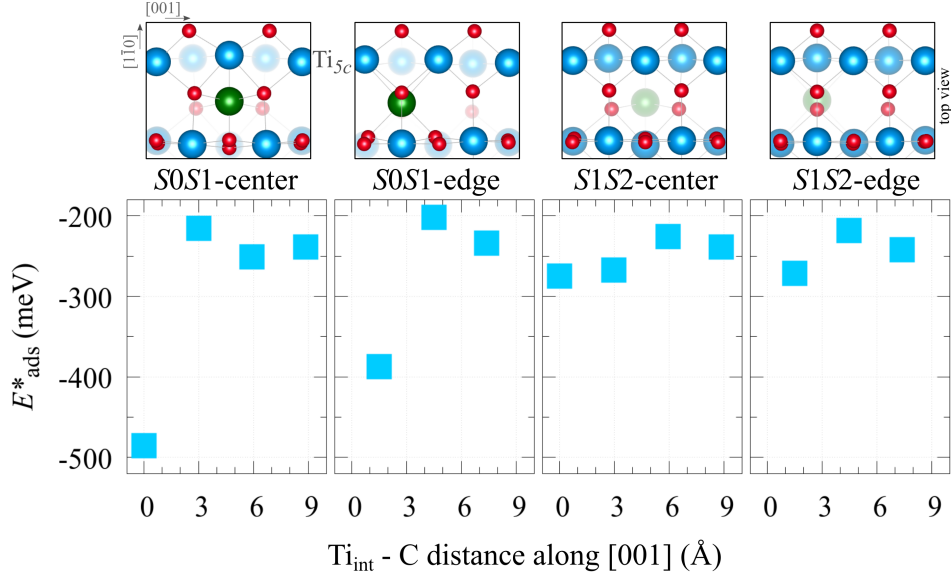 [001]
[1̄10]
Ti5c
top view
S0S1-center
S0S1-edge
S1S2-center
S1S2-edge
-200
-300
-400
-500
E*ads (meV)
0 3 6 9
0 3 6 9
0 3 6 9
0 3 6 9
Tiint - C distance along [001] (Å)